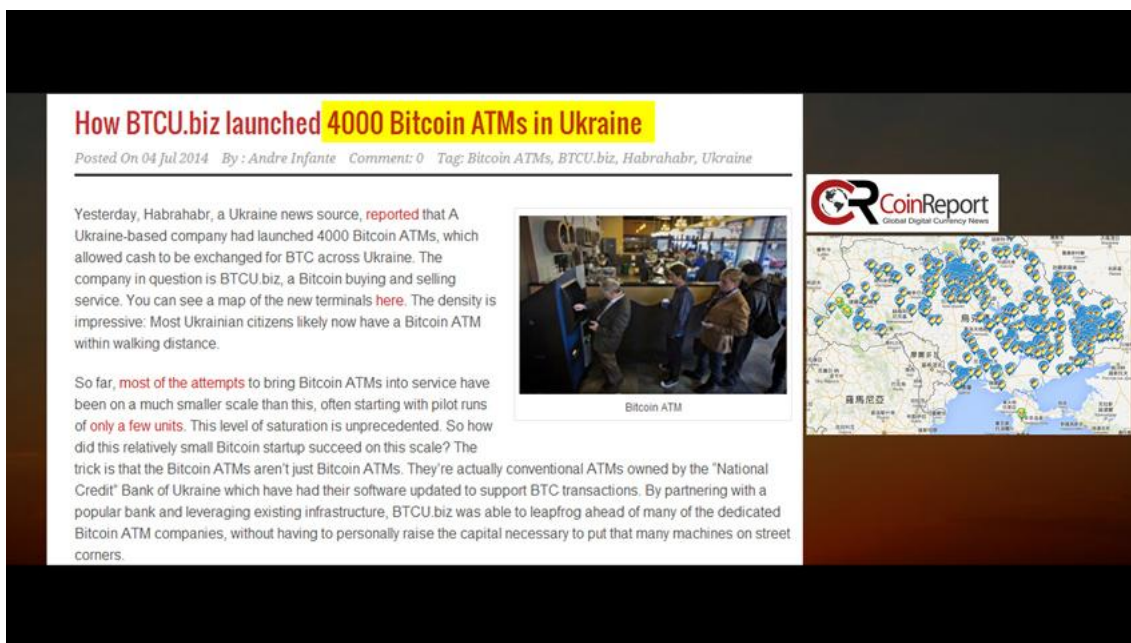 How BTCU.biz launched 4000 Bitcoin ATMs in Ukraine
Posted On 04 Jul 2014 By : Andre Infante Comment: 0 Tag: Bitcoin ATMs, BTCU.biz, Habrahabr, Ukraine
Yesterday, Habrahabr, a Ukraine news source, reported that A
Ukraine-based company had launched 4000 Bitcoin ATMs, which
allowed cash to be exchanged for BTC across Ukraine. The
company in question is BTCU.biz, a Bitcoin buying and selling
service. You can see a map of the new terminals here. The density is
impressive: Most Ukrainian citizens likely now have a Bitcoin ATM
within walking distance.
So far, most of the attempts to bring Bitcoin ATMs into service have
been on a much smaller scale than this, often starting with pilot runs
of only a few units. This level of saturation is unprecedented. So how
did this relatively small Bitcoin startup succeed on this scale? The
trick is that the Bitcoin ATMs aren't just Bitcoin ATMs. They're actually conventional ATMs owned by the "National
Credit" Bank of Ukraine which have had their software updated to support BTC transactions. By partnering with a
popular bank and leveraging existing infrastructure, BTCU.biz was able to leapfrog ahead of many of the dedicated
Bitcoin ATM companies, without having to personally raise the capital necessary to put that many machines on street
corners.
Bitcoin ATM
CR CoinReport
Global Digital Currency News
羅馬尼亞